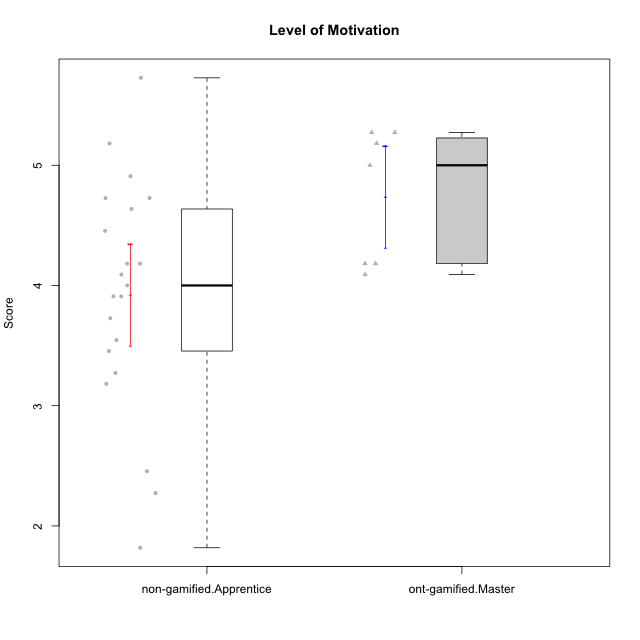 Level of Motivation
Score
5
4
3
2
non-gamified.Apprentice
ont-gamified.Master